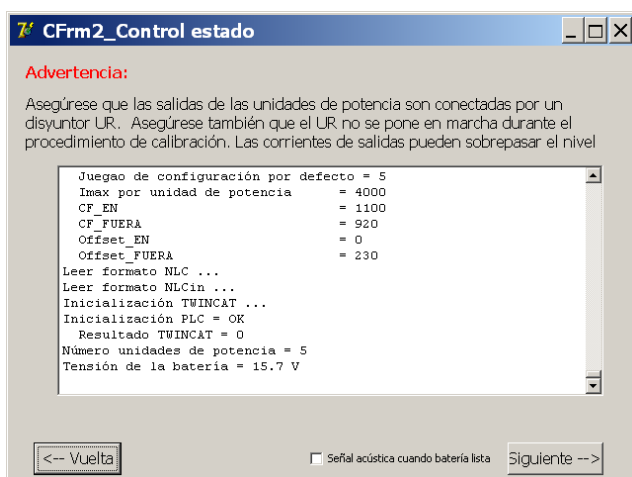 CFrm2_Control estado
Advertencia:
Asegúrese que las salidas de las unidades de potencia son conectadas por un
disyuntor UR. Asegúrese también que el UR no se pone en marcha durante el
procedimiento de calibración. Las corrientes de salidas pueden sobrepasar el nivel
Juegao de configuración por defecto = 5
Imax por unidad de potencia = 4000
CF_EN = 1100
CF_FUERA = 920
Offset_EN = 0
Offset_FUERA = 230
Leer formato NLC ...
Leer formato NLCin ...
Inicialización TWINCAT ...
Inicialización PLC = OK
Resultado TWINCAT = 0
Número unidades de potencia = 5
Tensión de la batería = 15.7 V
<-- Vuelta
Señal acústica cuando batería lista
Siguiente -->